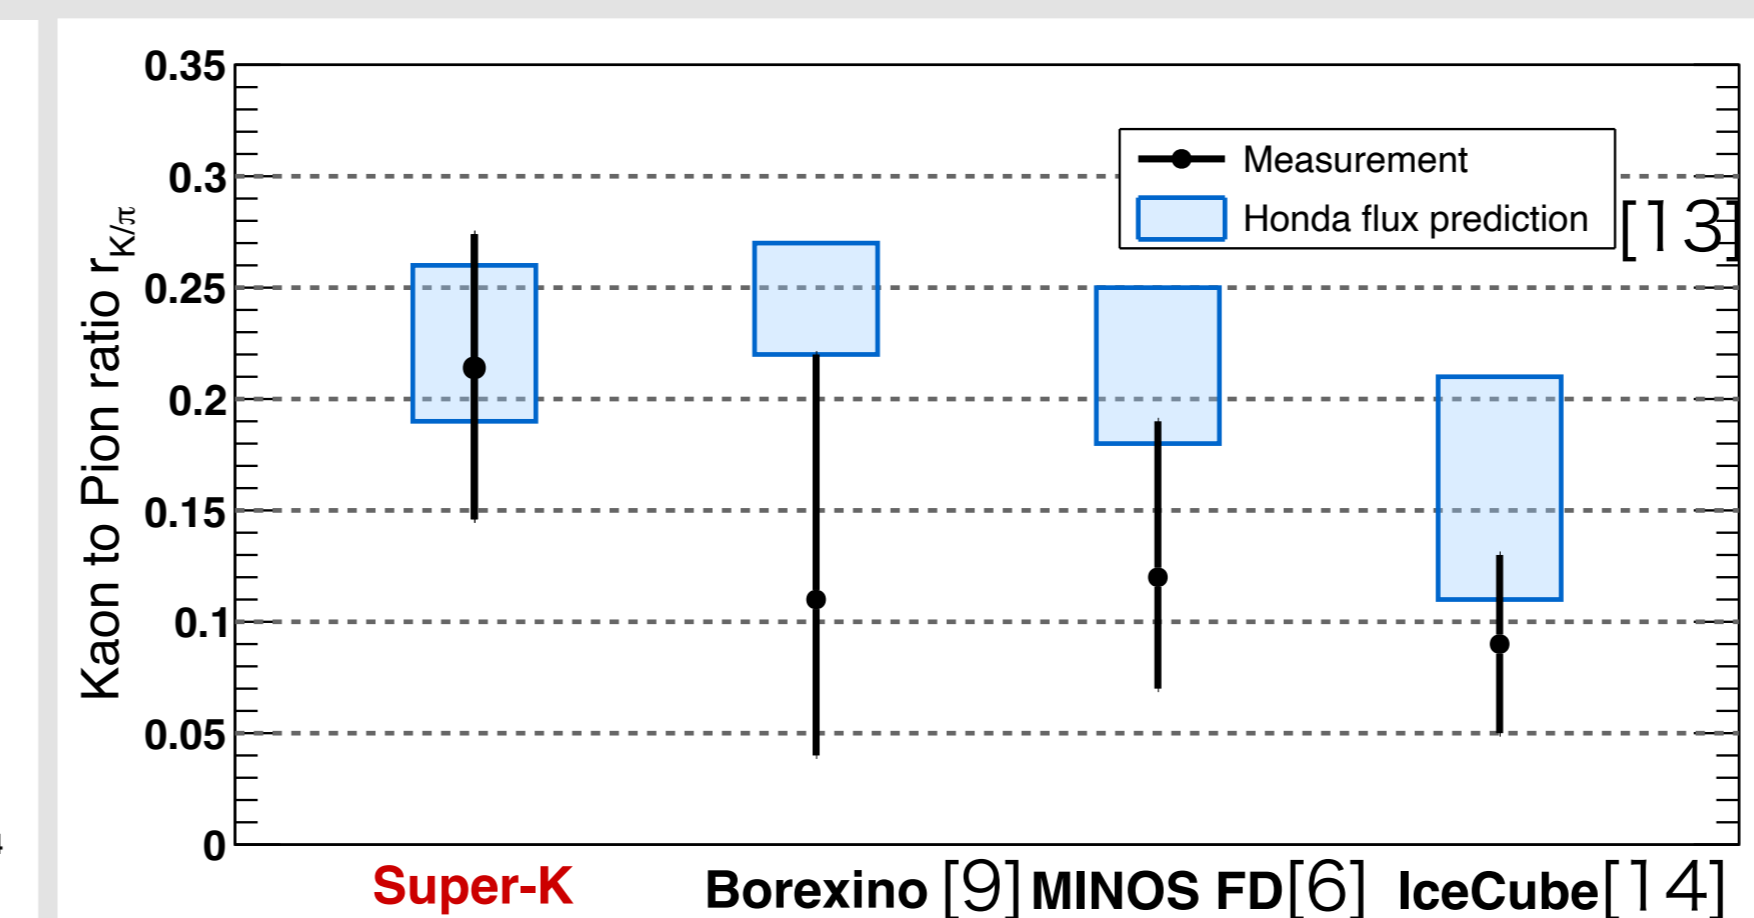 0.35
0.3
0.25
0.2
0.15
0.1
0.05
0
Kaon to Pion ratio r_{K/π}
Measurement
Honda flux prediction [13]
Super-K
Borexino [9]
MINOS FD[6]
IceCube[14]